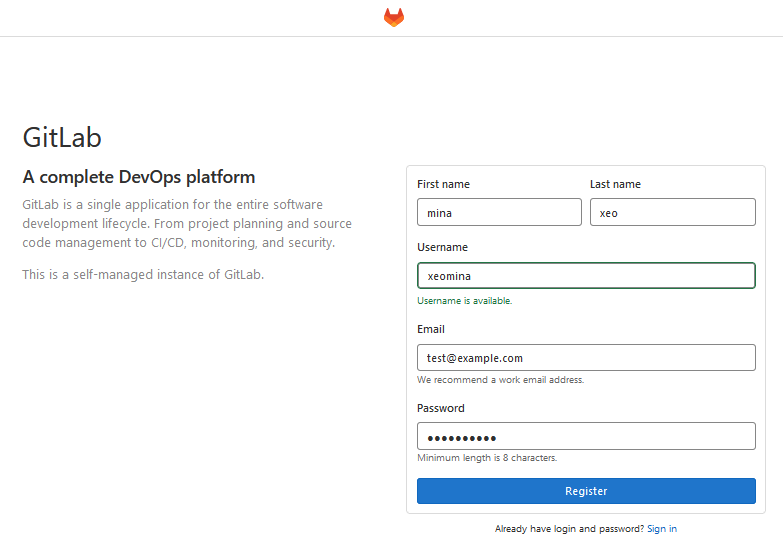 GitLab
A complete DevOps platform
GitLab is a single application for the entire software
development lifecycle. From project planning and source
code management to CI/CD, monitoring, and security.
This is a self-managed instance of GitLab.
First name
Last name
mina
xeo
Username
xeomina
Username is available.
Email
test@example.com
We recommend a work email address.
Password
••••••••••
Minimum length is 8 characters.
Register
Already have login and password? Sign in